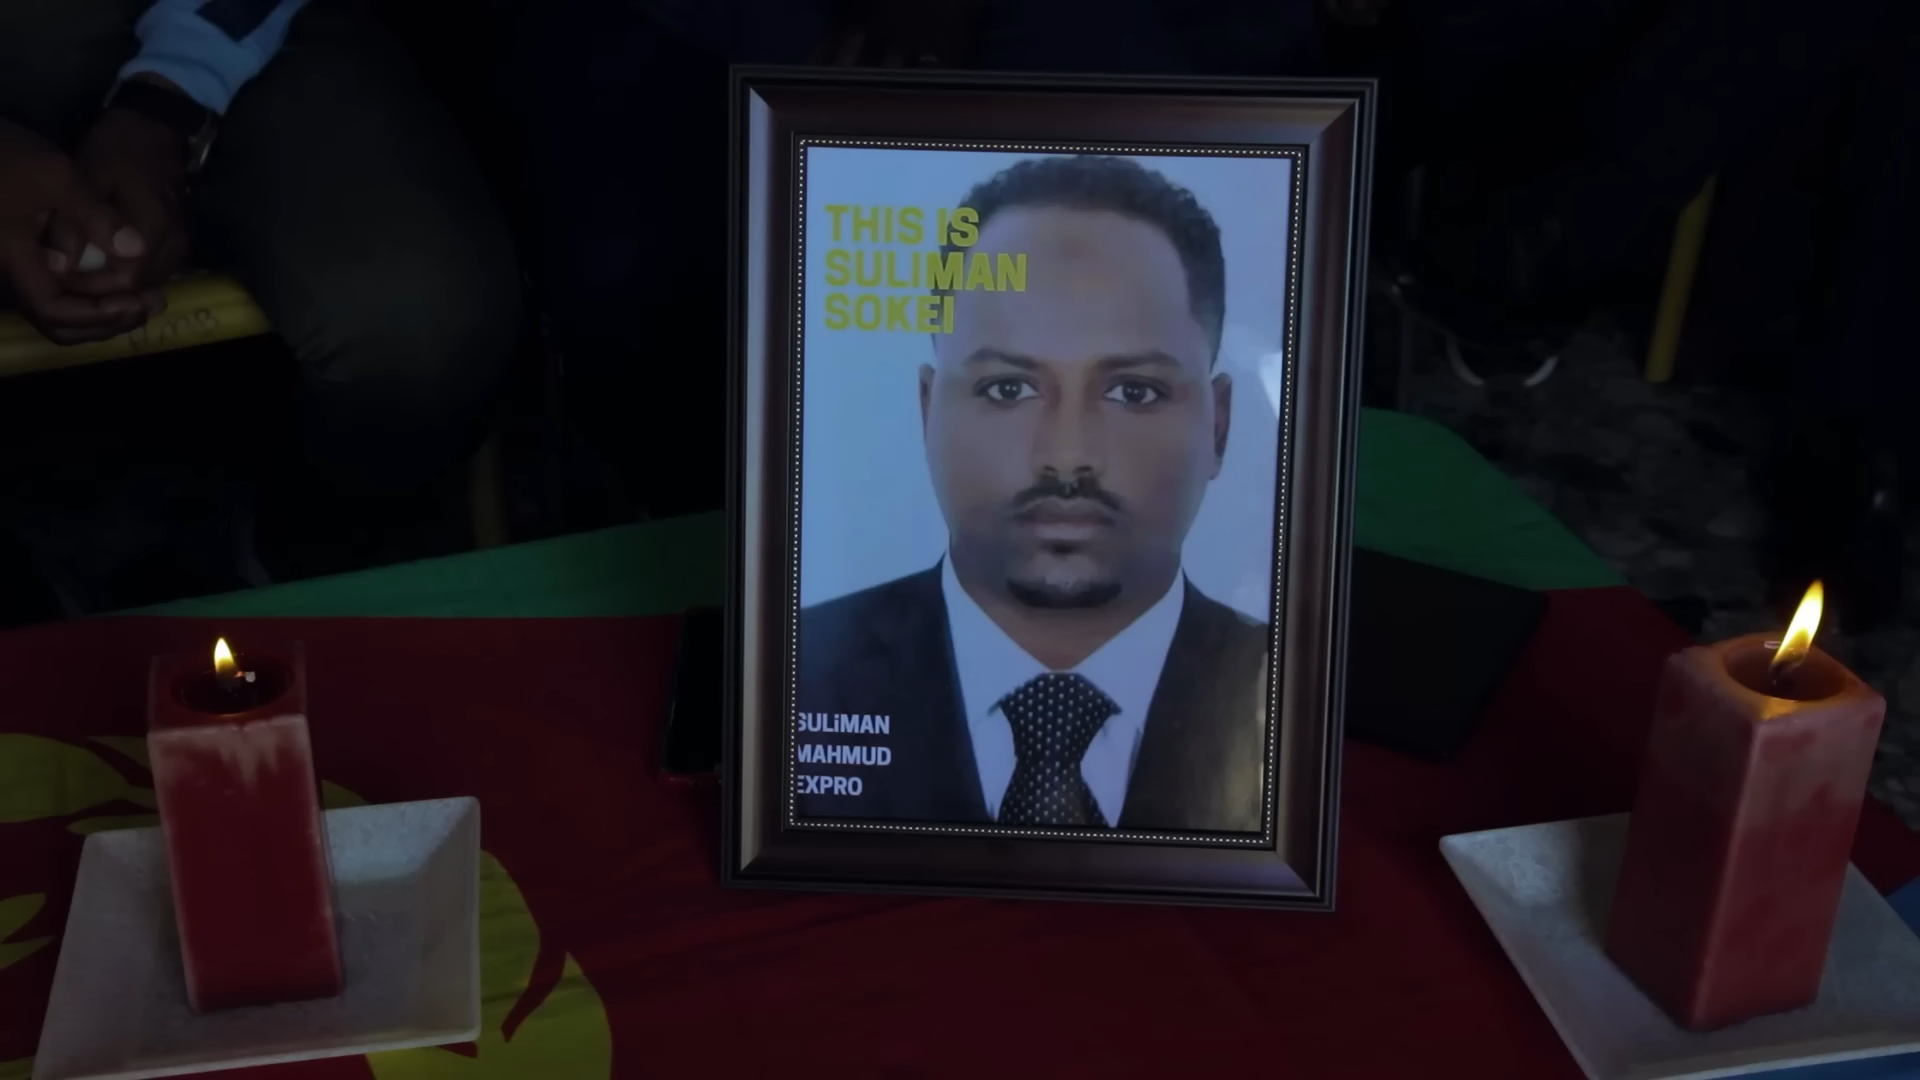 THIS IS
SULIMAN
SOKEI
SULiMAN
MAHMUD
EXPRO